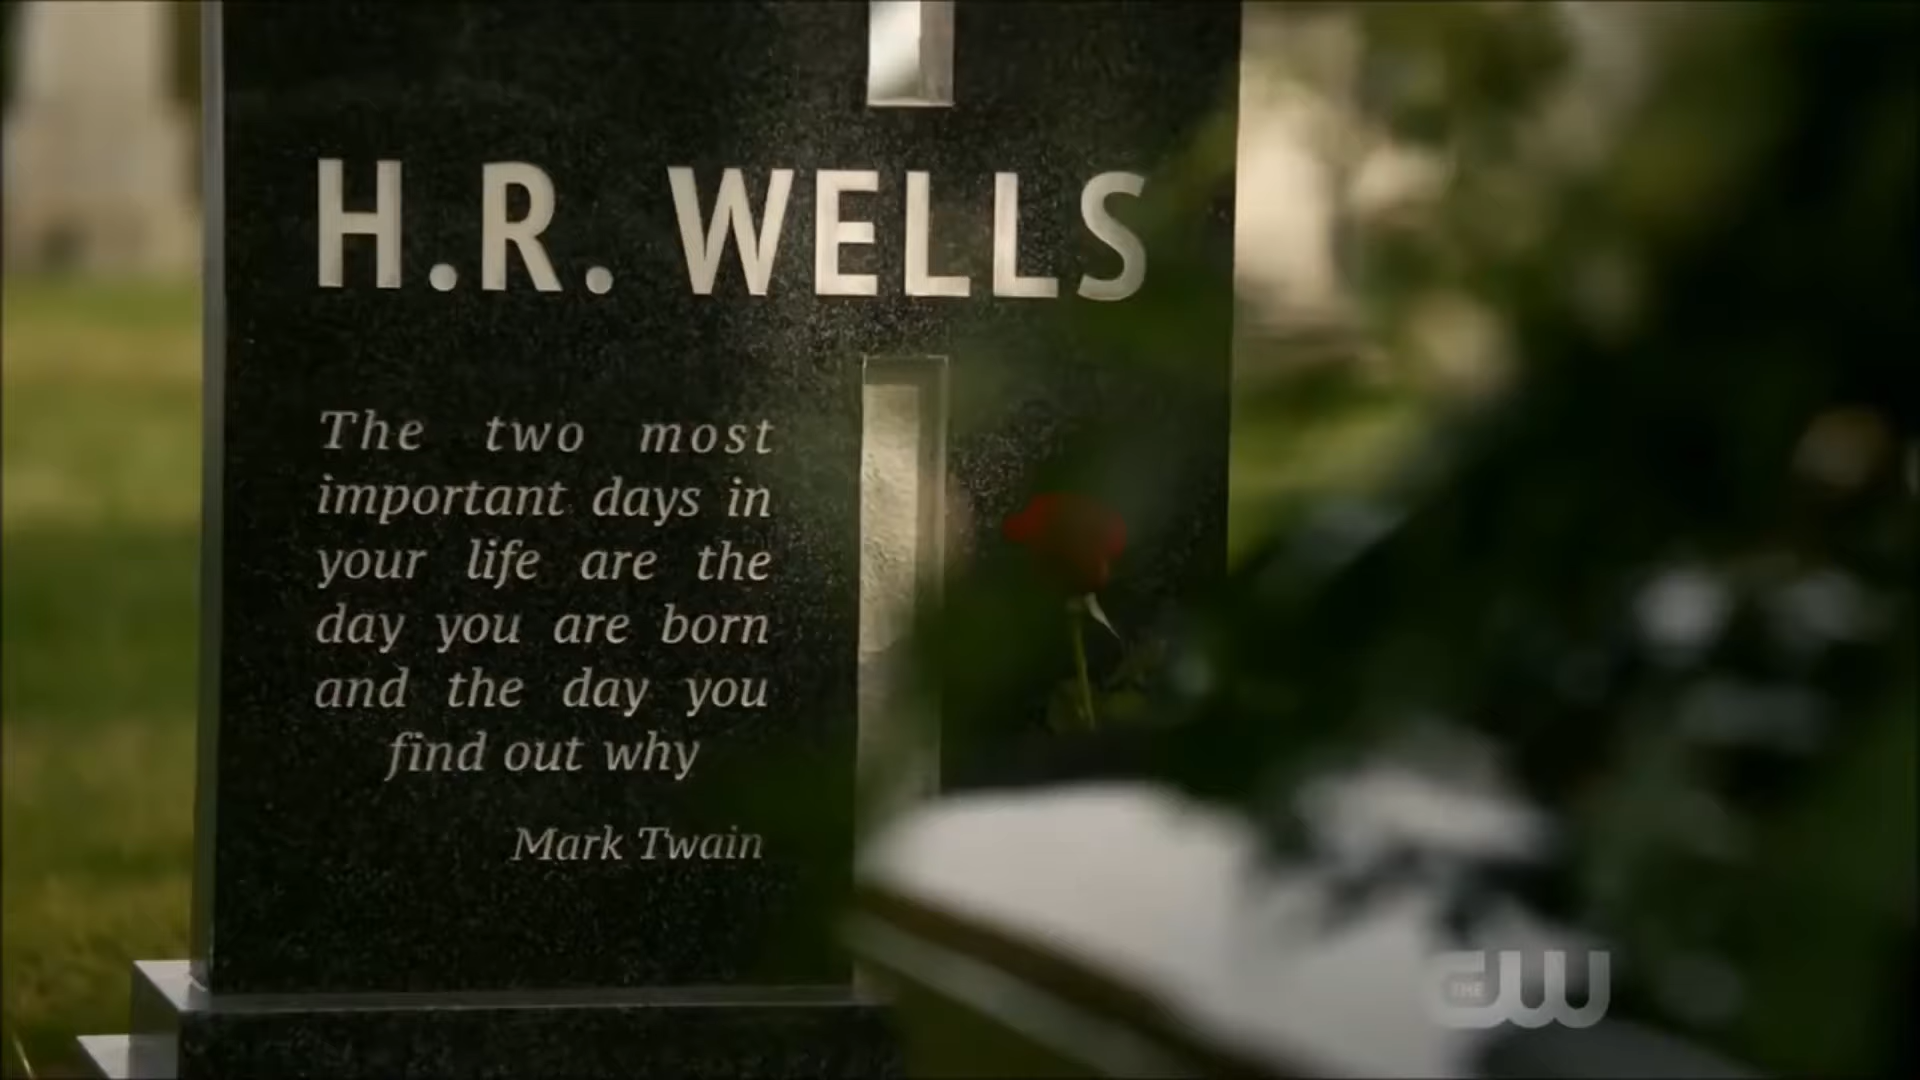 H.R. WELLS
The two most
important days in
your life are the
day you are born
and the day you
find out why
Mark Twain
THE CW